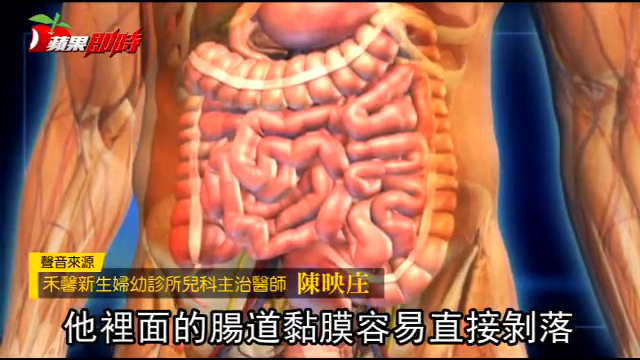 蘋果即時
聲音來源
禾馨新生婦幼診所兒科主治醫師 陳映庄
他裡面的腸道黏膜容易直接剝落